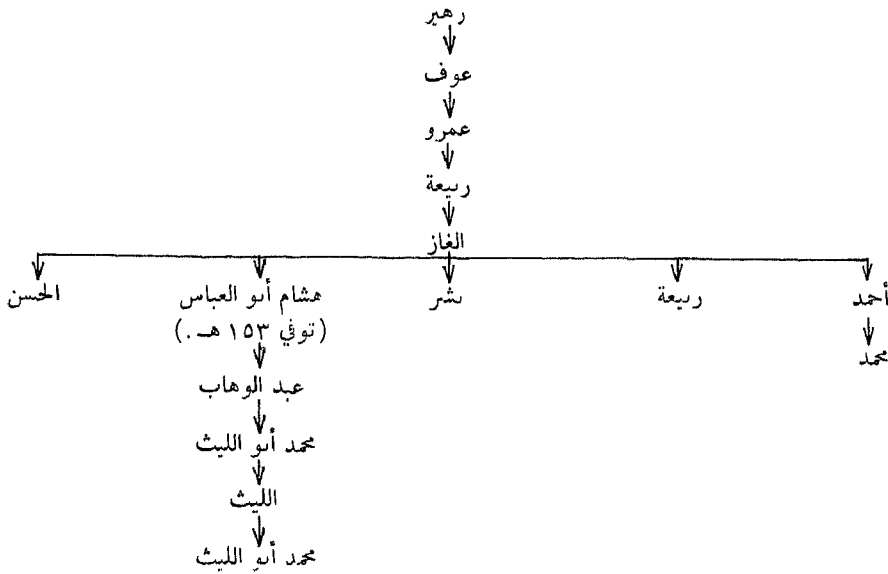 زهير
عوف
عمرو
ربيعة
الغاز
أحمد ربيعة بشر هشام أبو العباس الحسن
(توفي ١٥٣ هـ.)
محمد
عبد الوهاب
محمد أبو الليث
الليث
محمد أبو الليث